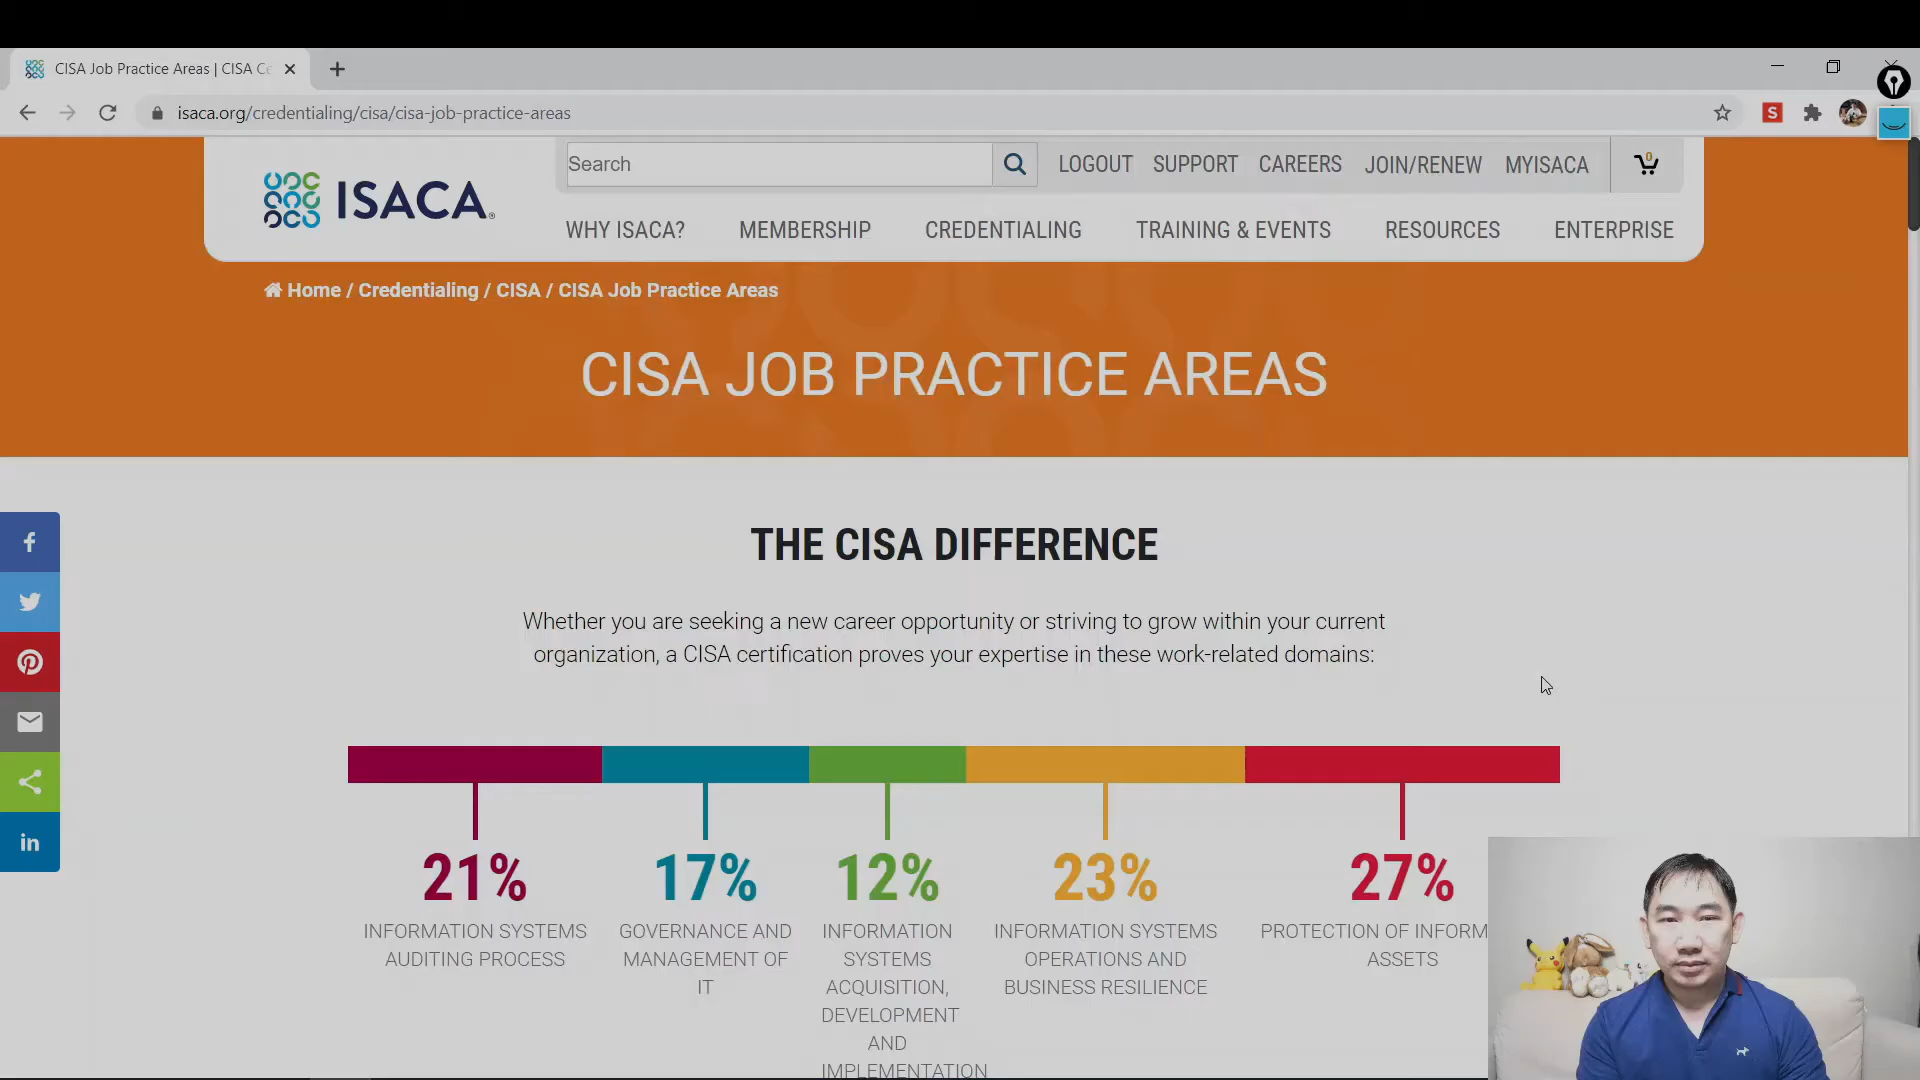 CISA Job Practice Areas | CISA Ce
isaca.org/credentialing/cisa/cisa-job-practice-areas
S
ISACA®
Search
LOGOUT SUPPORT CAREERS JOIN/RENEW MYISACA
0
WHY ISACA? MEMBERSHIP CREDENTIALING TRAINING & EVENTS RESOURCES ENTERPRISE
Home / Credentialing / CISA / CISA Job Practice Areas
CISA JOB PRACTICE AREAS
THE CISA DIFFERENCE
Whether you are seeking a new career opportunity or striving to grow within your current
organization, a CISA certification proves your expertise in these work-related domains:
21%
INFORMATION SYSTEMS
AUDITING PROCESS
17%
GOVERNANCE AND
MANAGEMENT OF
IT
12%
INFORMATION
SYSTEMS
ACQUISITION,
DEVELOPMENT
AND
IMPLEMENTATION
23%
INFORMATION SYSTEMS
OPERATIONS AND
BUSINESS RESILIENCE
27%
PROTECTION OF INFORM
ASSETS